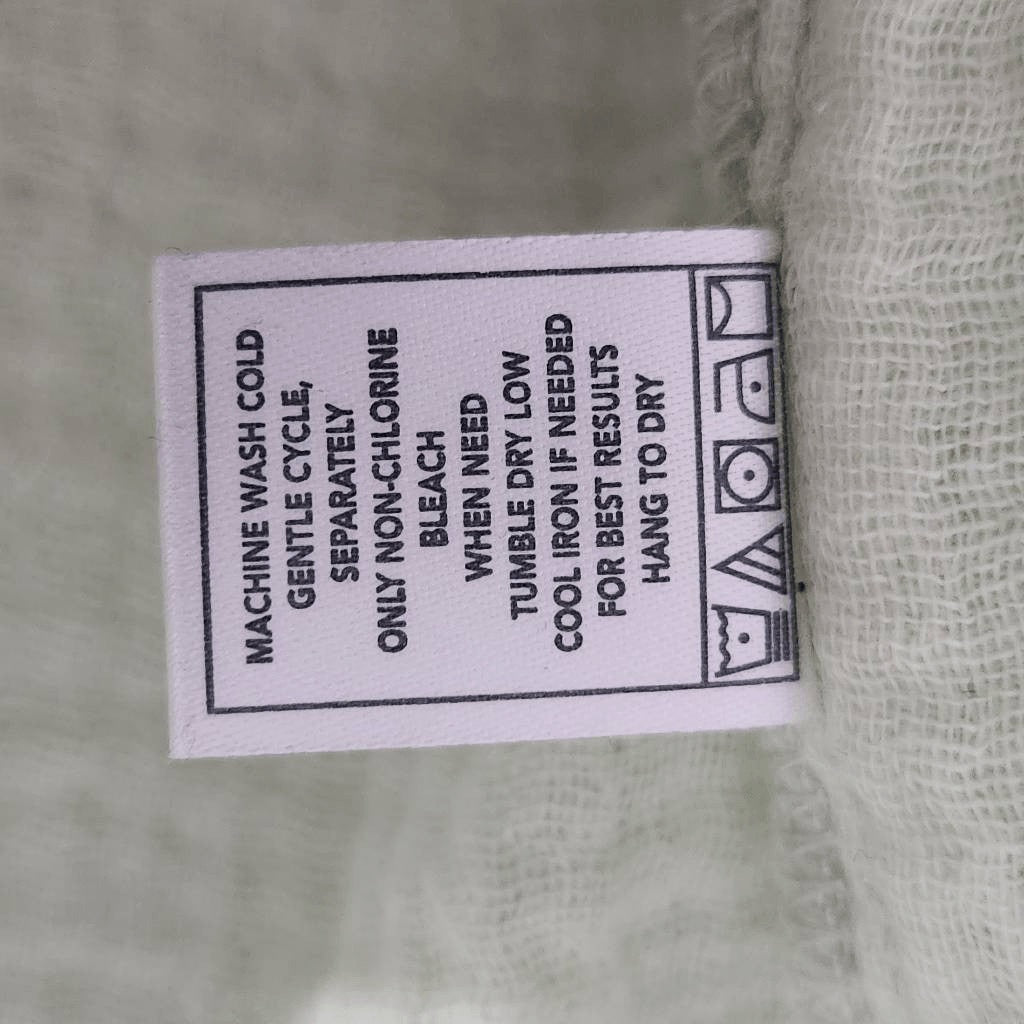 MACHINE WASH COLD
GENTLE CYCLE,
SEPARATELY
ONLY NON-CHLORINE
BLEACH
WHEN NEED
TUMBLE DRY LOW
COOL IRON IF NEEDED
FOR BEST RESULTS
HANG TO DRY